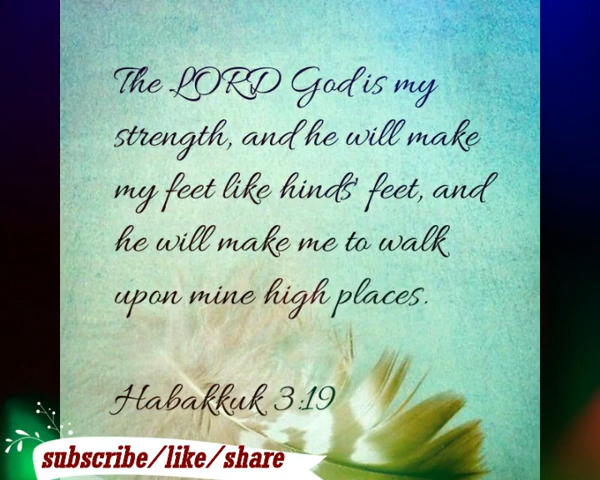 The LORD God is my
strength, and he will make
my feet like hinds' feet, and
he will make me to walk
upon mine high places.
Habakkuk 3:19
subscribe/like/share